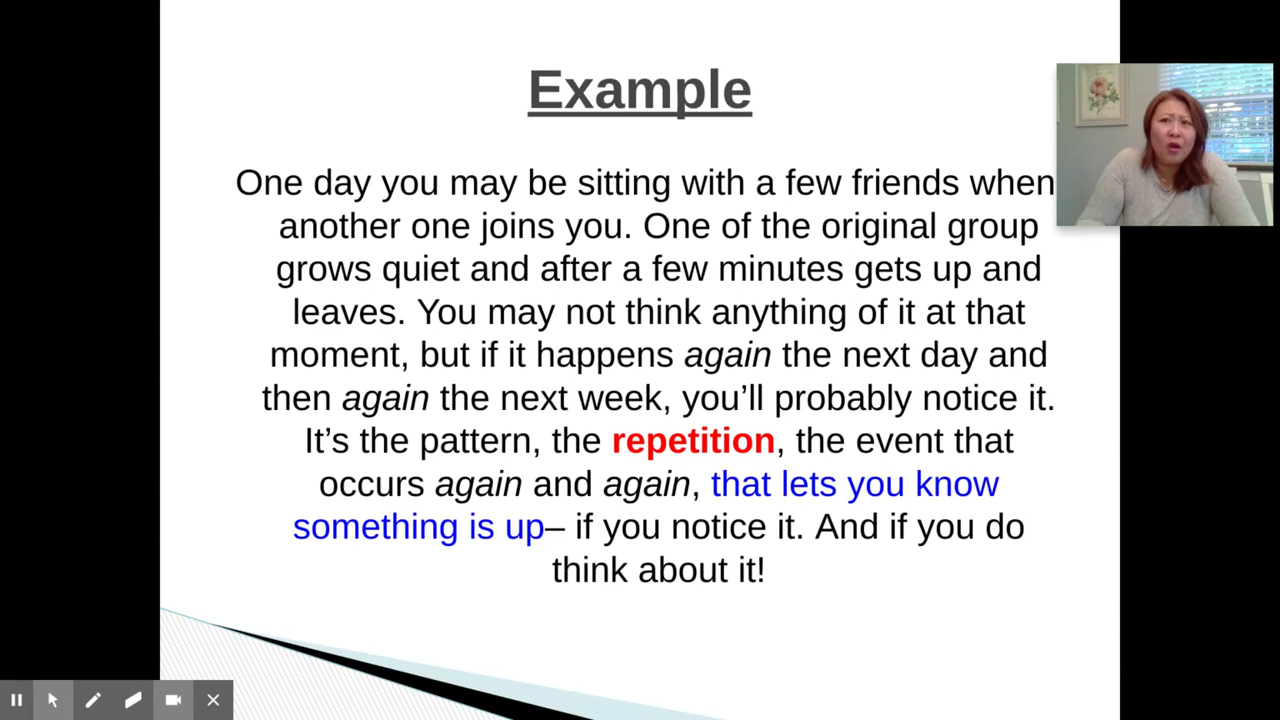 Example
One day you may be sitting with a few friends when
another one joins you. One of the original group
grows quiet and after a few minutes gets up and
leaves. You may not think anything of it at that
moment, but if it happens again the next day and
then again the next week, you’ll probably notice it.
It’s the pattern, the repetition, the event that
occurs again and again, that lets you know
something is up– if you notice it. And if you do
think about it!